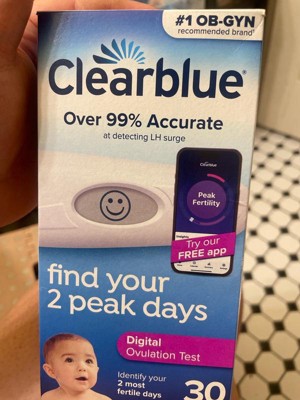 #1 OB-GYN
recommended brand†
Clearblue®
Over 99% Accurate
at detecting LH surge
Clearblue
Peak
Fertility
Insights
Try our
FREE app
find your
2 peak days
Digital
Ovulation Test
Identify your
2 most
fertile days
30